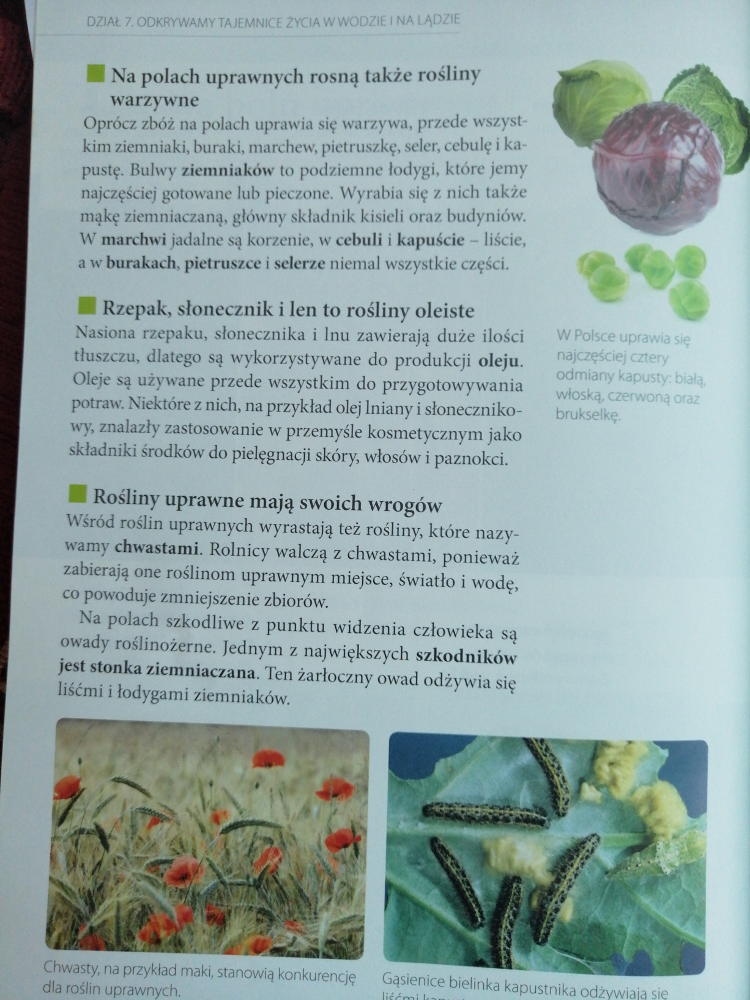 DZIAŁ 7. ODKRYWAMY TAJEMNICE ŻYCIA W WODZIE I NA LĄDZIE
Na polach uprawnych rosną także rośliny
warzywne
Oprócz zbóż na polach uprawia się warzywa, przede wszyst-
kim ziemniaki, buraki, marchew, pietruszkę, seler, cebulę i ka-
pustę. Bulwy ziemniaków to podziemne łodygi, które jemy
najczęściej gotowane lub pieczone. Wyrabia się z nich także
mąkę ziemniaczaną, główny składnik kisieli oraz budyniów.
W marchwi jadalne są korzenie, w cebuli i kapuście – liście,
a w burakach, pietruszce i selerze niemal wszystkie części.
Rzepak, słonecznik i len to rośliny oleiste
Nasiona rzepaku, słonecznika i lnu zawierają duże ilości
tłuszczu, dlatego są wykorzystywane do produkcji oleju.
Oleje są używane przede wszystkim do przygotowywania
potraw. Niektóre z nich, na przykład olej lniany i słoneczniko-
wy, znalazły zastosowanie w przemyśle kosmetycznym jako
składniki środków do pielęgnacji skóry, włosów i paznokci.
W Polsce uprawia się
najczęściej cztery
odmiany kapusty: białą,
włoską, czerwoną oraz
brukselkę.
Rośliny uprawne mają swoich wrogów
Wśród roślin uprawnych wyrastają też rośliny, które nazy-
wamy chwastami. Rolnicy walczą z chwastami, ponieważ
zabierają one roślinom uprawnym miejsce, światło i wodę,
co powoduje zmniejszenie zbiorów.
Na polach szkodliwe z punktu widzenia człowieka są
owady roślinożerne. Jednym z największych szkodników
jest stonka ziemniaczana. Ten żarłoczny owad odżywia się
liśćmi i łodygami ziemniaków.
Chwasty, na przykład maki, stanowią konkurencję
dla roślin uprawnych.
Gąsienice bielinka kapustnika odżywiają się
liśćmi